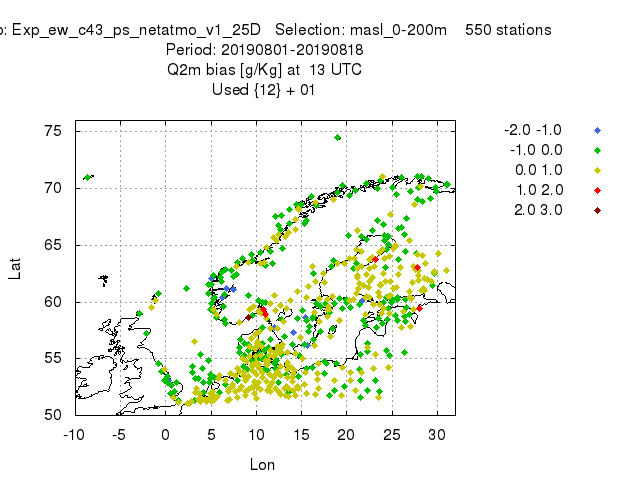 : Exp_ew_c43_ps_netatmo_v1_25D Selection: masl_0-200m 550 stations
Period: 20190801-20190818
Q2m bias [g/Kg] at 13 UTC
Used {12} + 01
75
70
65
60
55
50
-10 -5 0 5 10 15 20 25 30
Lat
Lon
-2.0 -1.0
-1.0 0.0
0.0 1.0
1.0 2.0
2.0 3.0